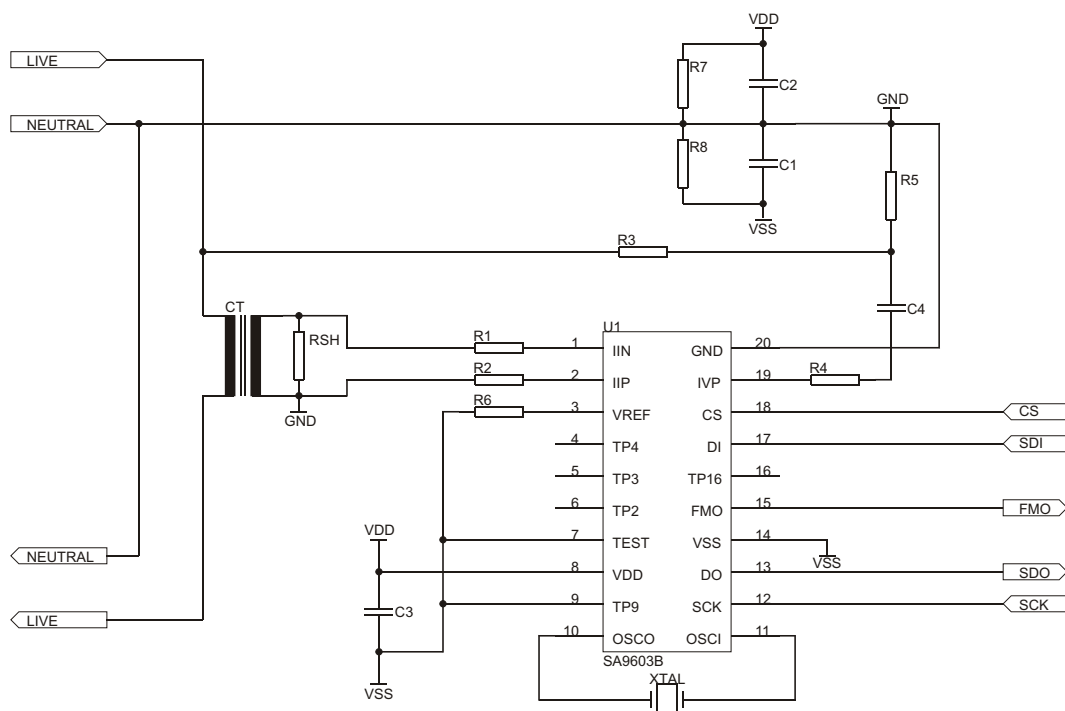 VDD
LIVE
R7
C2
GND
NEUTRAL
R8
C1
R5
VSS
R3
CT
C4
U1
RSH
R1
1
IIN
GND
20
R2
2
IIP
IVP
19
R4
GND
R6
3
VREF
CS
18
CS
4
TP4
DI
17
SDI
5
TP3
TP16
16
6
TP2
FMO
15
FMO
VDD
7
TEST
VSS
14
NEUTRAL
VSS
8
VDD
DO
13
SDO
C3
9
TP9
SCK
12
SCK
LIVE
10
OSCO
OSCI
11
SA9603B
XTAL
VSS